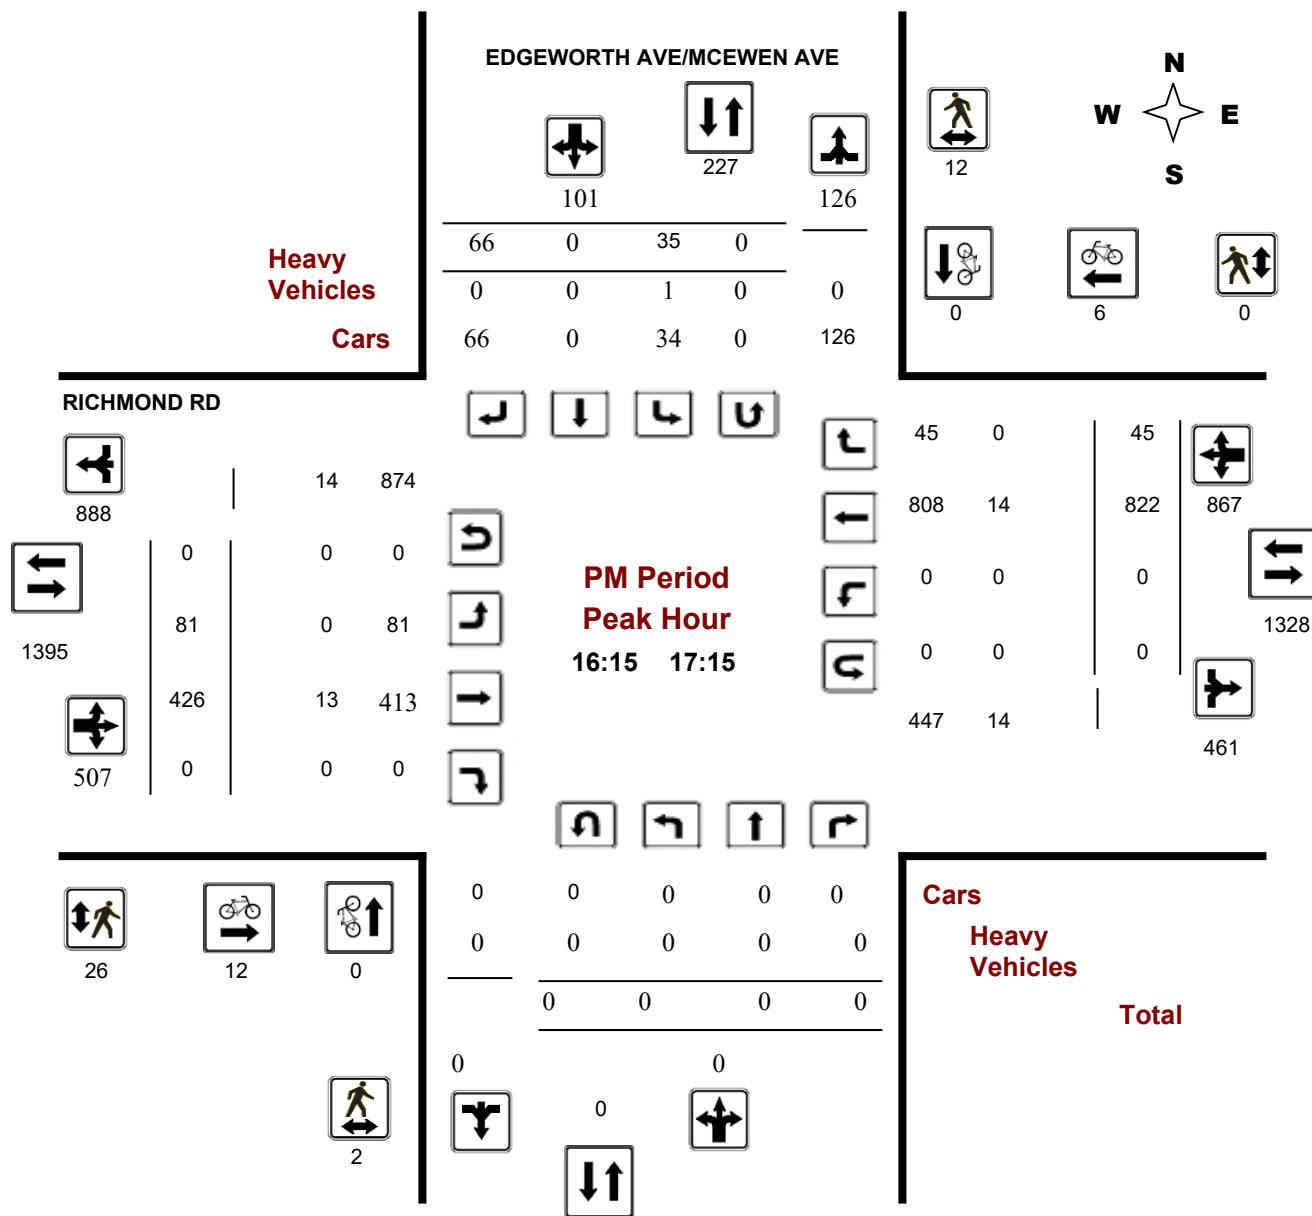 EDGEWORTH AVE/MCEWEN AVE
N
W E
S
227
12
101
126
66 0 35 0
Heavy
Vehicles
0 0 1 0 0
0 6 0
Cars
66 0 34 0 126
RICHMOND RD
45 0 45
14 874
888
808 14 822 867
0 0 0
PM Period
0 0 0
Peak Hour
81 0 81
1328
1395
16:15 17:15
0 0 0
426 13 413
447 14
461
507
0 0 0
0 0 0 0 0
Cars
0 0 0 0 0
Heavy
Vehicles
26 12 0
0 0 0 0
Total
0 0
0
2